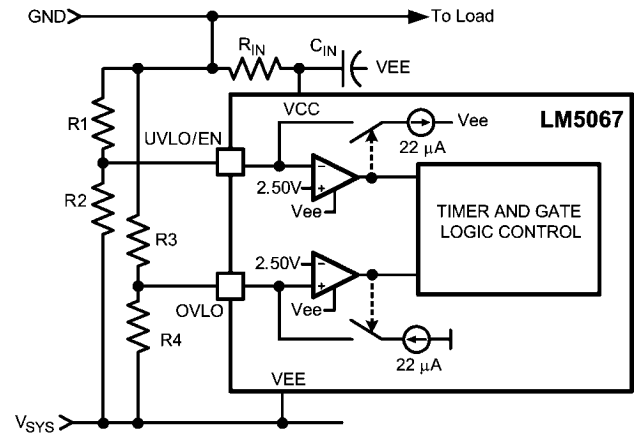 GND
To Load
RIN
CIN
VEE
R1
VCC
LM5067
UVLO/EN
Vee
22 μA
2.50V
Vee
R2
TIMER AND GATE
LOGIC CONTROL
R3
2.50V
OVLO
Vee
R4
22 μA
VEE
VSYS